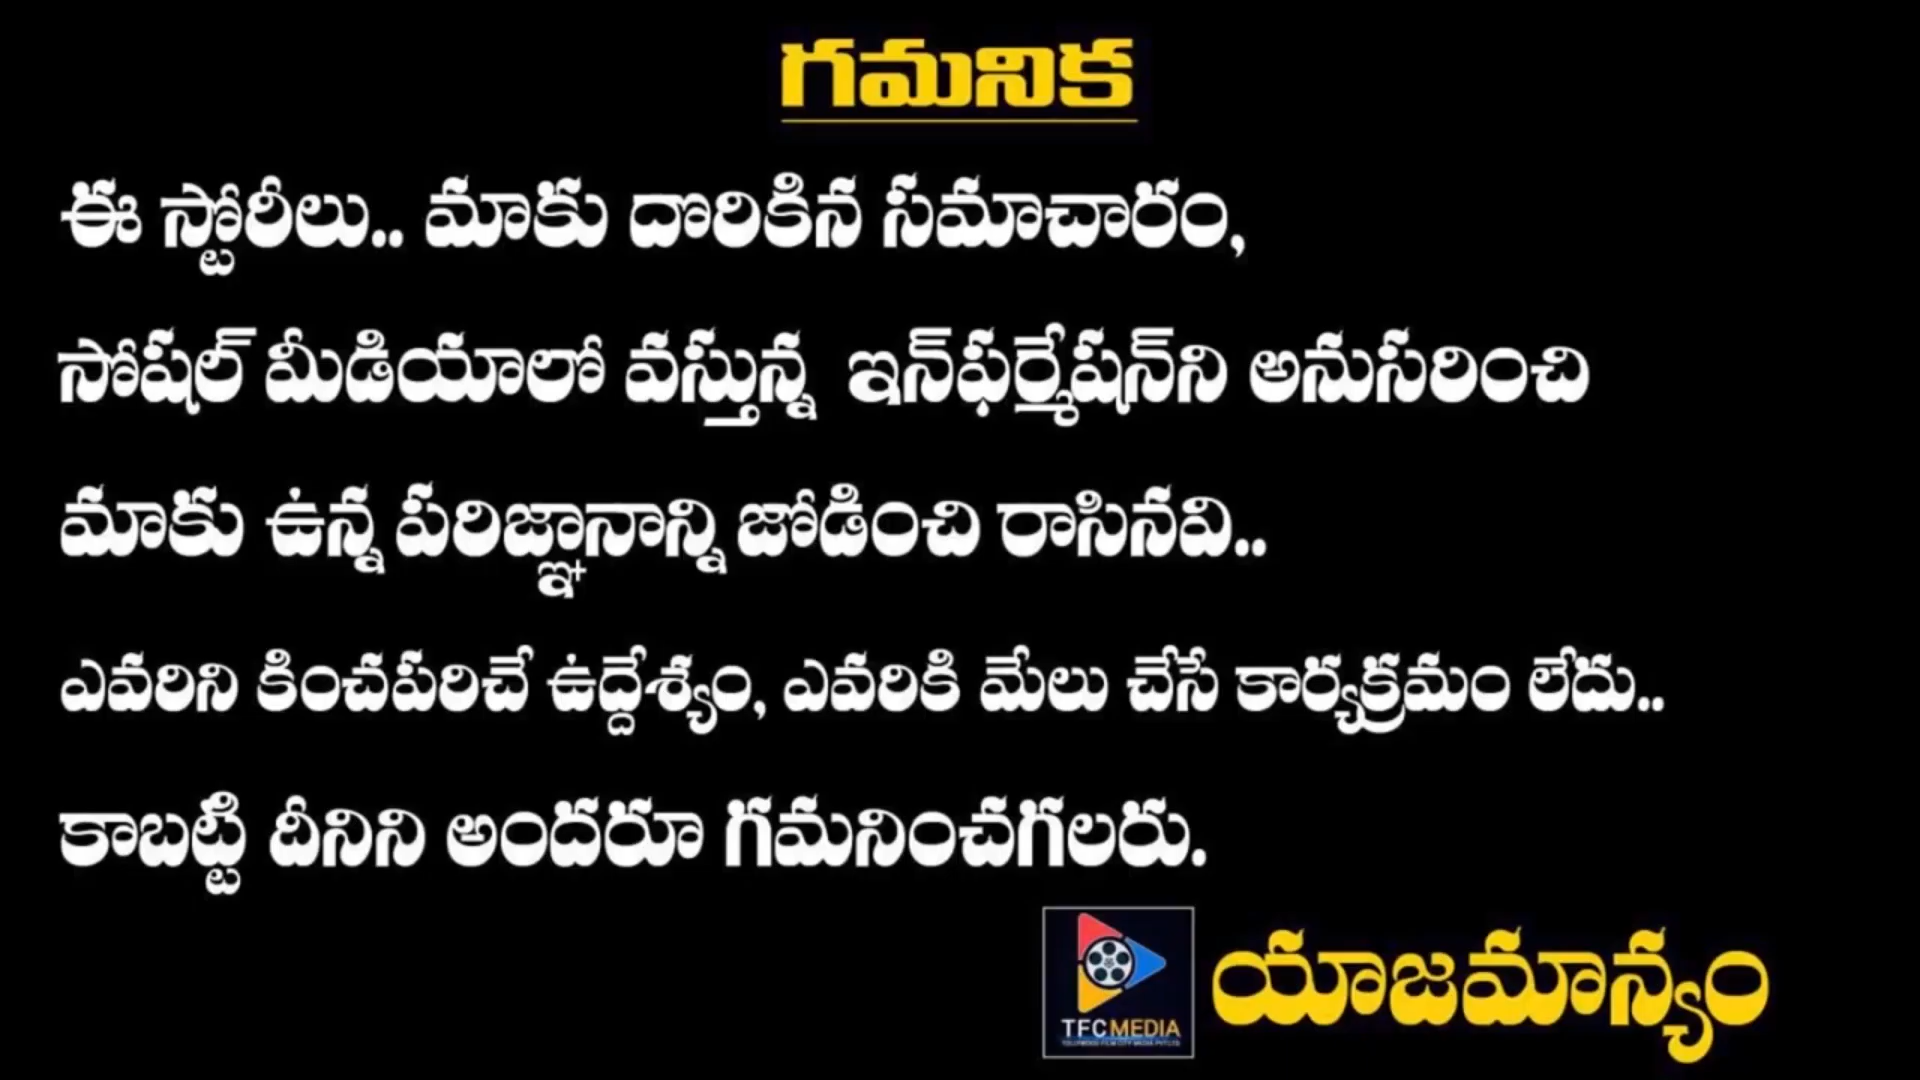 గమనిక
ఈ స్టోరీలు.. మాకు దొరికిన సమాచారం,
సోషల్ మీడియాలో వస్తున్న ఇన్‌ఫర్మేషన్‌ని అనుసరించి
మాకు ఉన్న పరిజ్ఞానాన్ని జోడించి రాసినవి..
ఎవరిని కించపరిచే ఉద్దేశ్యం, ఎవరికి మేలు చేసే కార్యక్రమం లేదు..
కాబట్టి దీనిని అందరూ గమనించగలరు.
యాజమాన్యం
TFC MEDIA